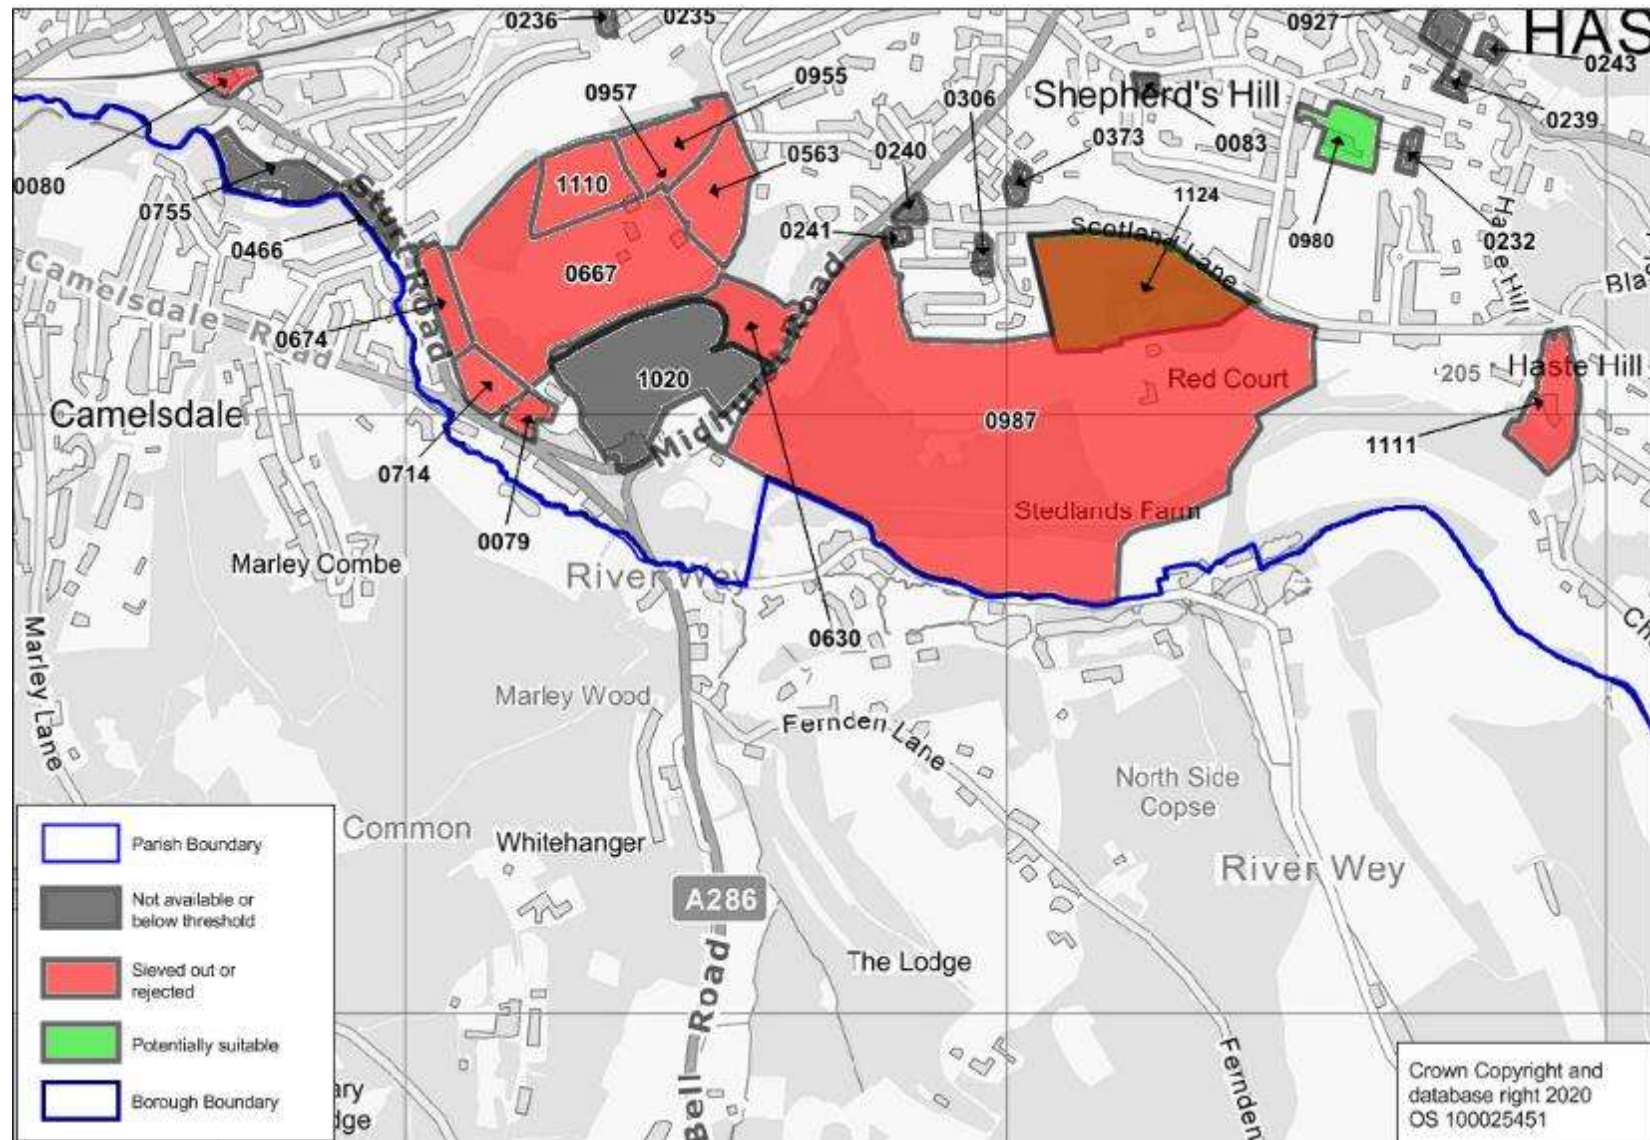 0236
0235
0927
HAS
0243
0955
0957
0306
Shepherd's Hill
0239
0373
0083
0240
0080
1110
0563
0755
1124
Sturt Road
0241
Scotland Lane
0980
0232
Haste Hill
0466
Camelsdale Road
0667
Bla
0674
Midhurst Road
1020
Red Court
205
Haste Hill
Camelsdale
0987
1111
0714
Stedlands Farm
0079
Marley Combe
River Wey
0630
Marley Lane
Marley Wood
Fernden Lane
North Side
Copse
Common
Whitehanger
River Wey
A286
The Lodge
Bell Road
Fernden
Parish Boundary
Not available or
below threshold
Sieved out or
rejected
Potentially suitable
Borough Boundary
ary
dge
Crown Copyright and
database right 2020
OS 100025451